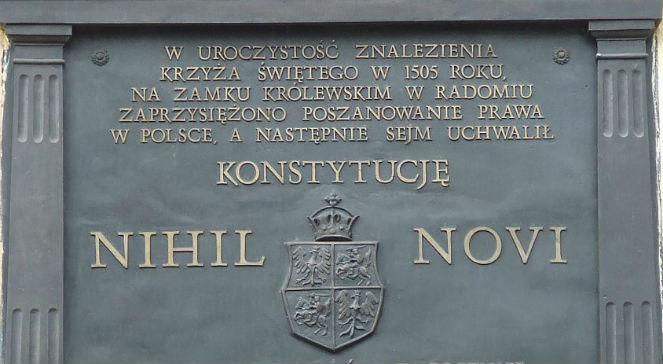 W UROCZYSTOŚĆ ZNALEZIENIA
KRZYŻA ŚWIĘTEGO W 1505 ROKU,
NA ZAMKU KRÓLEWSKIM W RADOMIU
ZAPRZYSIĘŻONO POSZANOWANIE PRAWA
W POLSCE, A NASTĘPNIE SEJM UCHWALIŁ
KONSTYTUCJĘ
NIHIL NOVI